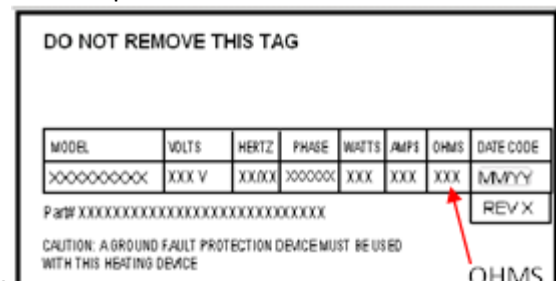 DO NOT REMOVE THIS TAG
MODEL VOLTS HERTZ PHASE WATTS AMPS OHMS DATE CODE
XXXXXXXXXX XXX V XX/XX XXXXXX XXX XXX XXX MM/YY
Part# XXXXXXXXXXXXXXXXXXXXXXXXX REV X
CAUTION: A GROUND FAULT PROTECTION DEVICE MUST BE USED
WITH THIS HEATING DEVICE
OHMS